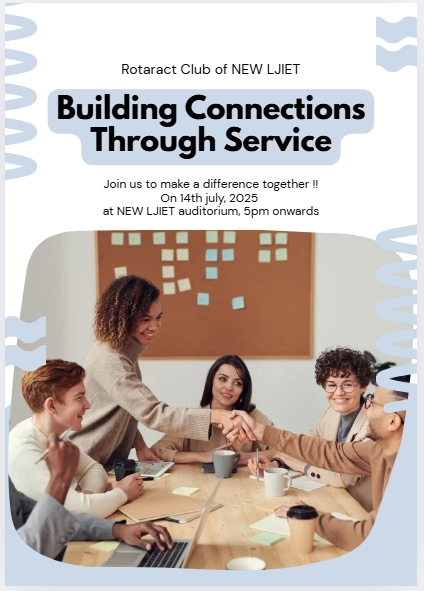 Rotaract Club of NEW LJIET
Building Connections
Through Service
Join us to make a difference together !!
On 14th july, 2025
at NEW LJIET auditorium, 5pm onwards